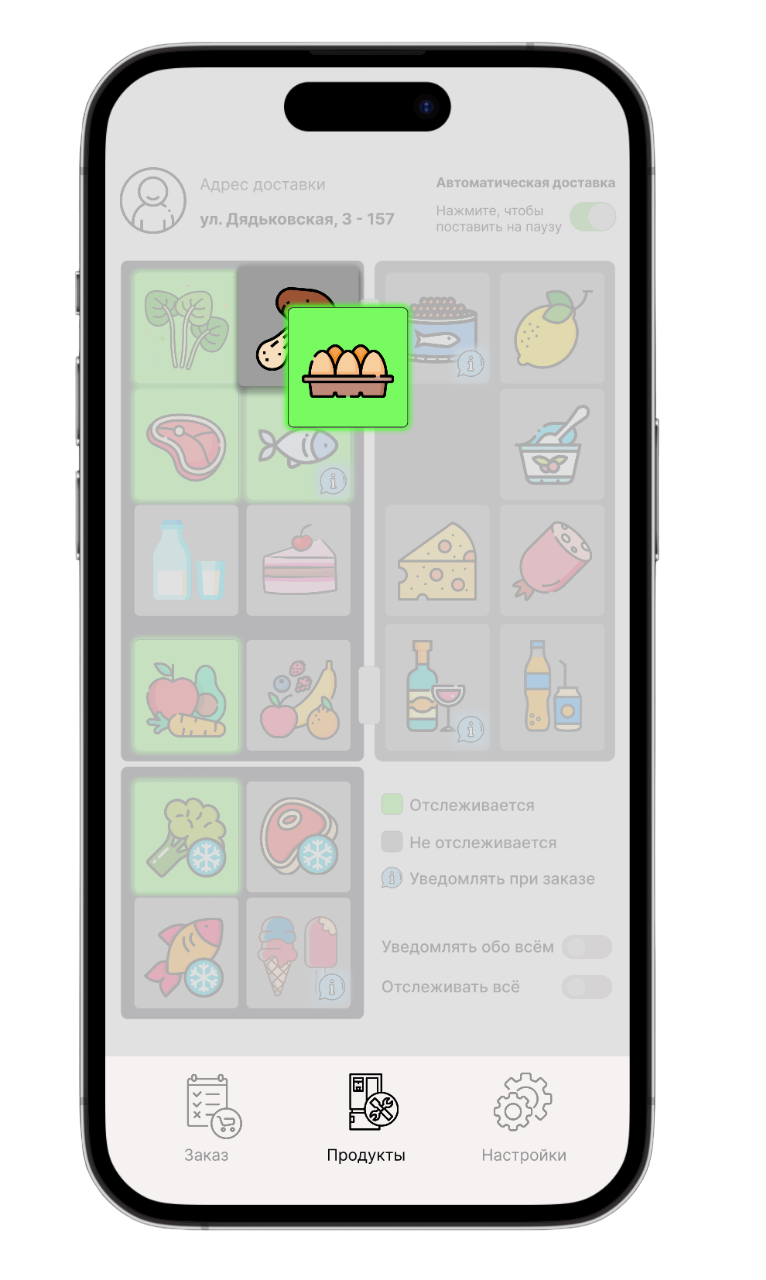 Адрес доставки
ул. Дядьковская, 3 - 157
Автоматическая доставка
Нажмите, чтобы
поставить на паузу
Отслеживается
Не отслеживается
Уведомлять при заказе
Уведомлять обо всём
Отслеживать всё
Заказ
Продукты
Настройки